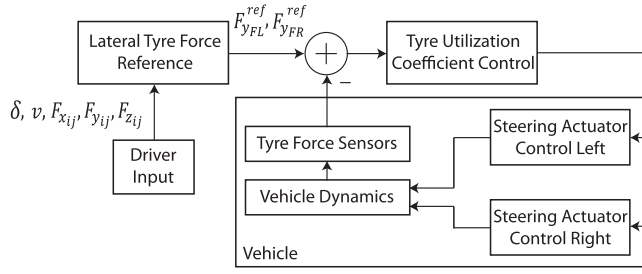 Lateral Tyre Force
Reference
F_{y_{FL}}^{ref}, F_{y_{FR}}^{ref}
+
−
Tyre Utilization
Coefficient Control
δ, v, F_{x_{ij}}, F_{y_{ij}}, F_{z_{ij}}
Driver
Input
Tyre Force Sensors
Vehicle Dynamics
Steering Actuator
Control Left
Steering Actuator
Control Right
Vehicle